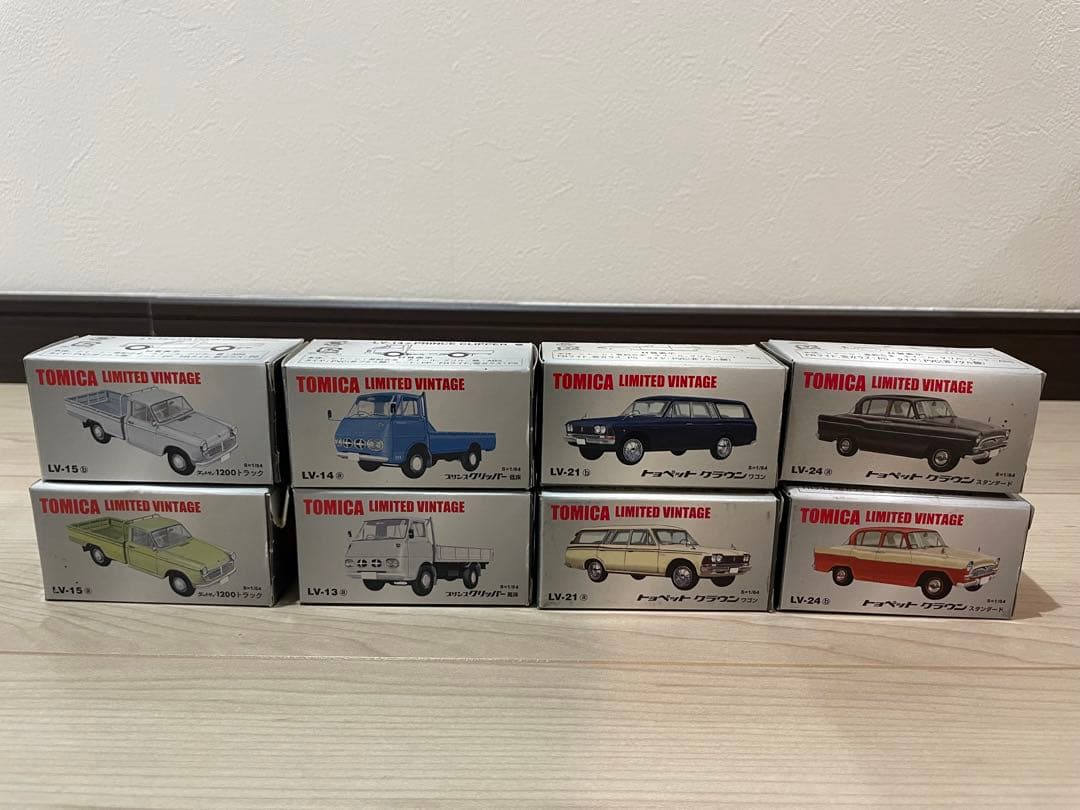 TOMICA LIMITED VINTAGE
LV-15 b
S=1/64
ダットサン 1200トラック
LV-14・PRINCE CLIPPER
TOMICA LIMITED VINTAGE
LV-14 a
S=1/64
プリンス クリッパー 低床
TOMICA LIMITED VINTAGE
LV-21 b
S=1/64
トヨペット クラウン ワゴン
TOMICA LIMITED VINTAGE
LV-24 a
S=1/64
トヨペット クラウン スタンダード
TOMICA LIMITED VINTAGE
LV-15 a
S=1/64
ダットサン 1200トラック
TOMICA LIMITED VINTAGE
LV-13 a
S=1/64
プリンス クリッパー 高床
TOMICA LIMITED VINTAGE
LV-21 a
S=1/64
トヨペット クラウン ワゴン
TOMICA LIMITED VINTAGE
LV-24 b
S=1/64
トヨペット クラウン スタンダード